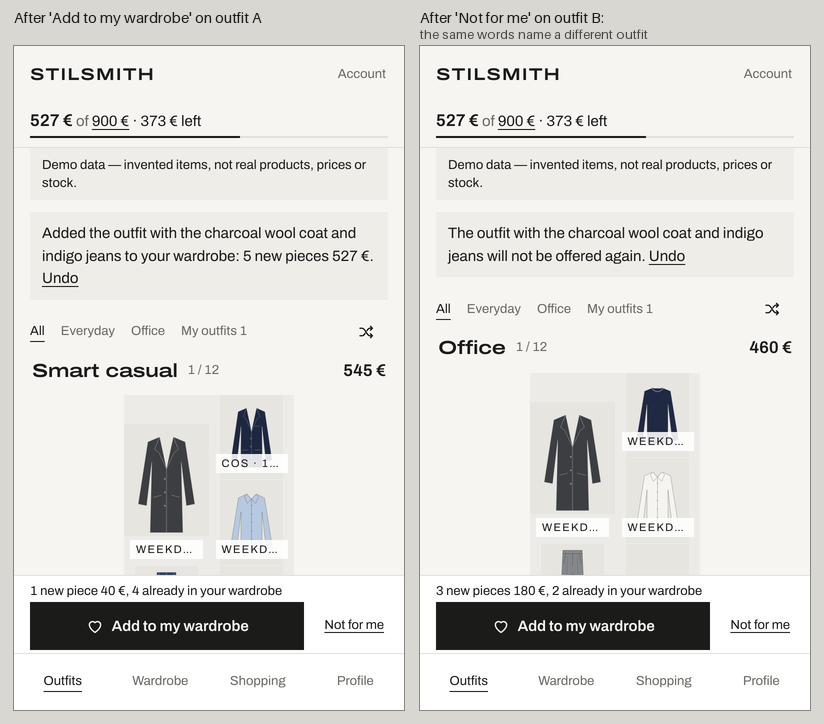 After 'Add to my wardrobe' on outfit A
STILSMITH
Account
527 € of 900 € · 373 € left
Demo data — invented items, not real products, prices or
stock.
Added the outfit with the charcoal wool coat and
indigo jeans to your wardrobe: 5 new pieces 527 €.
Undo
All Everyday Office My outfits 1
Smart casual 1 / 12 545 €
COS · 1...
WEEKD... WEEKD...
1 new piece 40 €, 4 already in your wardrobe
Add to my wardrobe Not for me
Outfits Wardrobe Shopping Profile
After 'Not for me' on outfit B:
the same words name a different outfit
STILSMITH
Account
527 € of 900 € · 373 € left
Demo data — invented items, not real products, prices or
stock.
The outfit with the charcoal wool coat and indigo
jeans will not be offered again. Undo
All Everyday Office My outfits 1
Office 1 / 12 460 €
WEEKD...
WEEKD... WEEKD...
3 new pieces 180 €, 2 already in your wardrobe
Add to my wardrobe Not for me
Outfits Wardrobe Shopping Profile